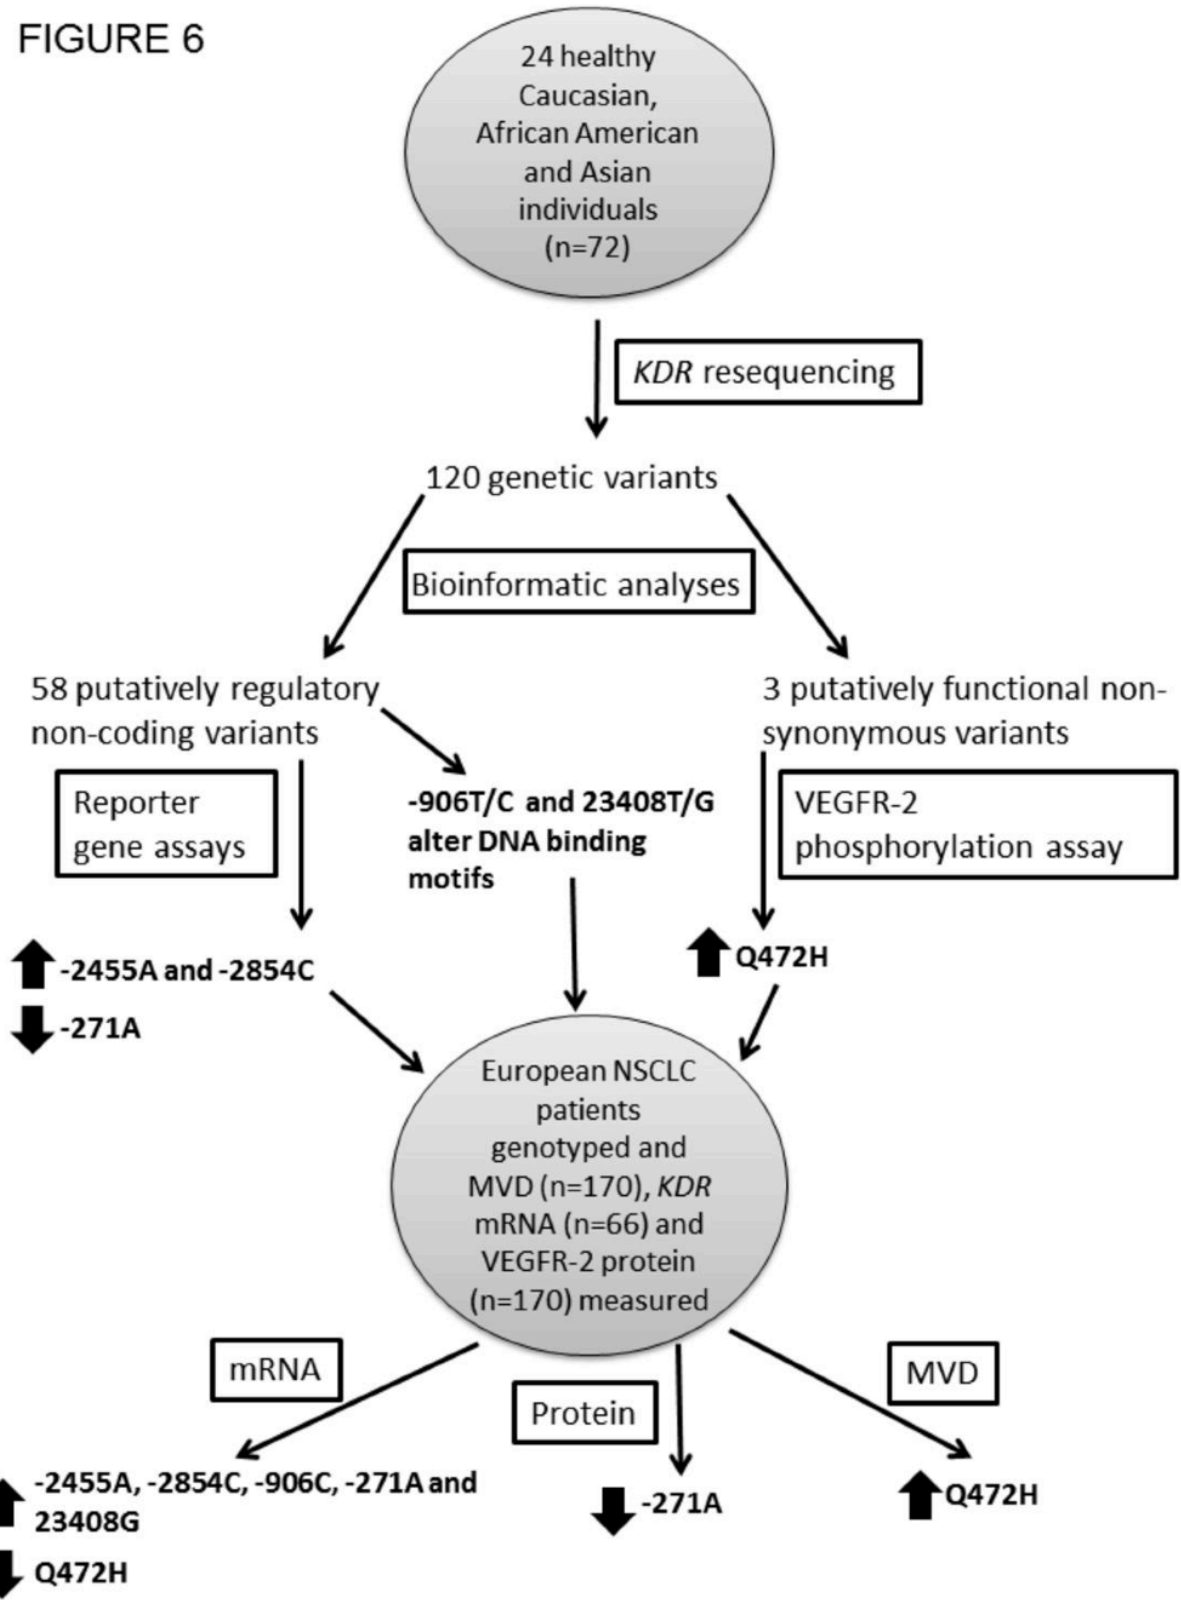 FIGURE 6
24 healthy
Caucasian,
African American
and Asian
individuals
(n=72)
KDR resequencing
120 genetic variants
Bioinformatic analyses
58 putatively regulatory
non-coding variants
3 putatively functional non-
synonymous variants
Reporter
gene assays
-906T/C and 23408T/G
alter DNA binding
motifs
VEGFR-2
phosphorylation assay
-2455A and -2854C
-271A
Q472H
European NSCLC
patients
genotyped and
MVD (n=170), KDR
mRNA (n=66) and
VEGFR-2 protein
(n=170) measured
mRNA
Protein
MVD
-2455A, -2854C, -906C, -271A and
23408G
Q472H
-271A
Q472H